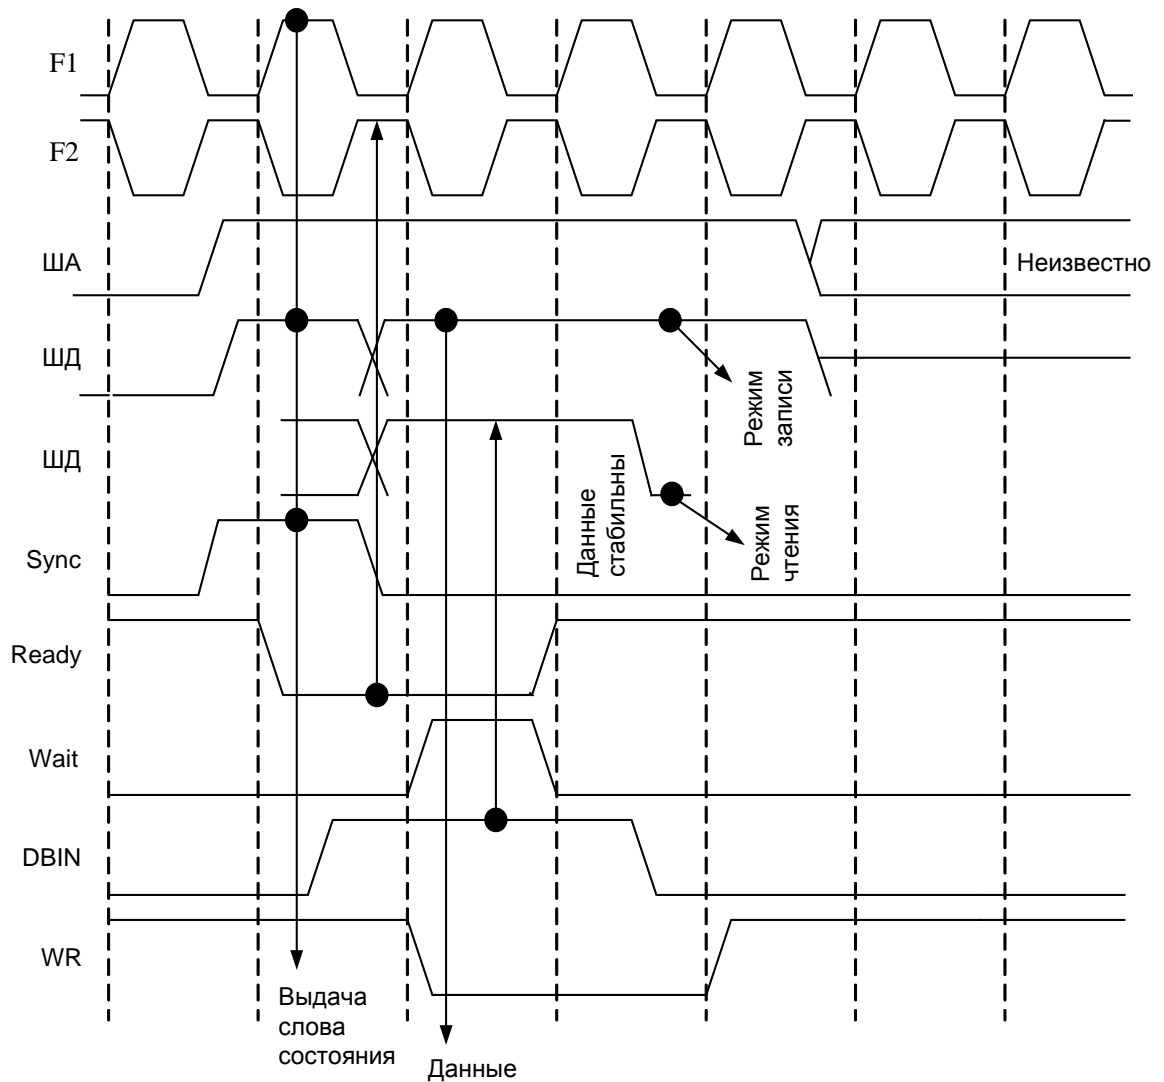 F1
F2
ША
Неизвестно
ШД
Режим
записи
ШД
Данные
стабильны
Режим
чтения
Sync
Ready
Wait
DBIN
WR
Выдача
слова
состояния
Данные